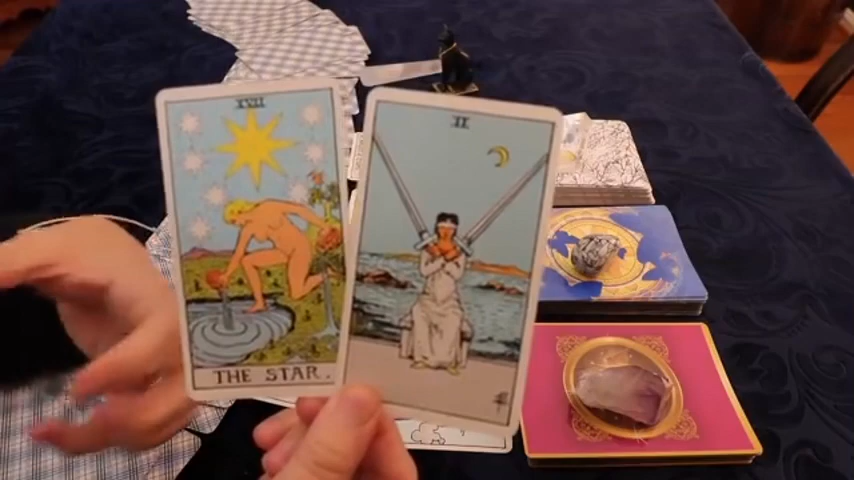 XVII
II
THE STAR.